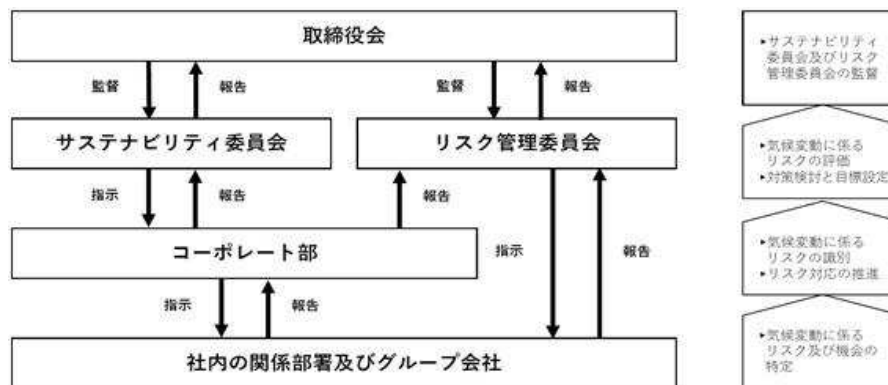 取締役会
監督
報告
監督
報告
サステナビリティ委員会
リスク管理委員会
指示
報告
報告
コーポレート部
指示
報告
指示
報告
社内の関係部署及びグループ会社
▸サステナビリティ
委員会及びリスク
管理委員会の監督
▸気候変動に係る
リスクの評価
▸対策検討と目標設定
▸気候変動に係る
リスクの識別
▸リスク対応の推進
▸気候変動に係る
リスク及び機会の
特定